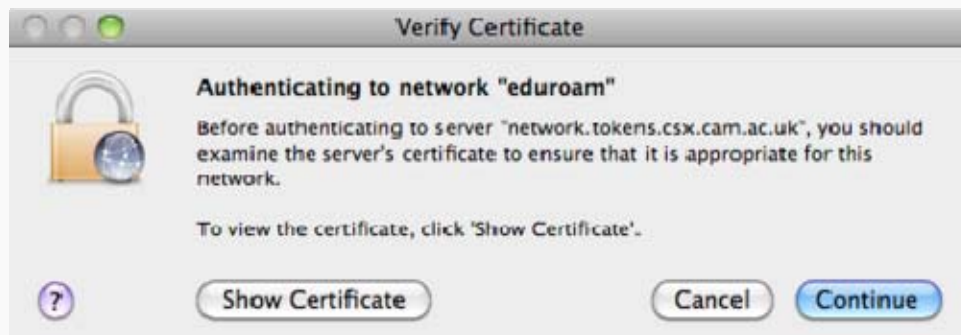 Verify Certificate
Authenticating to network "eduroam"
Before authenticating to server "network.tokens.csx.cam.ac.uk", you should
examine the server's certificate to ensure that it is appropriate for this
network.
To view the certificate, click 'Show Certificate'.
?
Show Certificate
Cancel
Continue